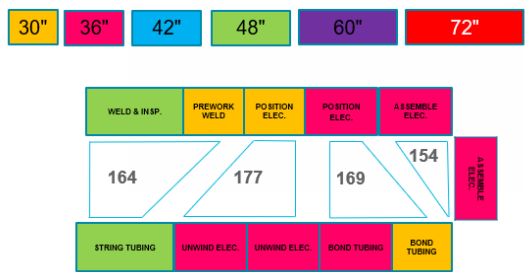 30" 36" 42" 48" 60" 72"
WELD & INSP. PREWORK WELD POSITION ELEC. POSITION ELEC. ASSEMBLE ELEC.
164 177 169 154
ASSEMBLE ELEC.
STRING TUBING UNWIND ELEC. UNWIND ELEC. BOND TUBING BOND TUBING